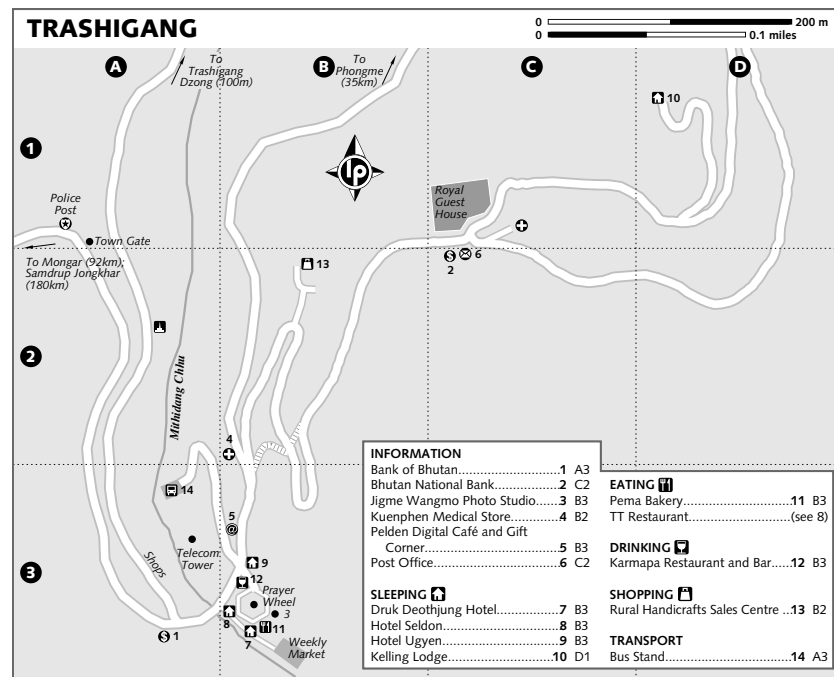 TRASHIGANG
0 200 m
0 0.1 miles
A
B
C
D
1
2
3
To
Trashigang
Dzong (100m)
To
Phongme
(35km)
10
lp
Royal
Guest
House
Police
Post
Town Gate
To Mongar (92km);
Samdrup Jongkhar
(180km)
13
$
2
6
Mithidang Chhu
4
14
5
@
Telecom
Tower
Shops
9
12
Prayer
Wheel
3
8
11
7
Weekly
Market
$ 1
INFORMATION
Bank of Bhutan..............................1 A3
Bhutan National Bank....................2 C2
Jigme Wangmo Photo Studio.......3 B3
Kuenphen Medical Store..............4 B2
Pelden Digital Café and Gift
Corner.......................................5 B3
Post Office.....................................6 C2
SLEEPING
Druk Deothjung Hotel...................7 B3
Hotel Seldon..................................8 B3
Hotel Ugyen...................................9 B3
Kelling Lodge................................10 D1
EATING
Pema Bakery................................11 B3
TT Restaurant............................(see 8)
DRINKING
Karmapa Restaurant and Bar.....12 B3
SHOPPING
Rural Handicrafts Sales Centre ..13 B2
TRANSPORT
Bus Stand.....................................14 A3